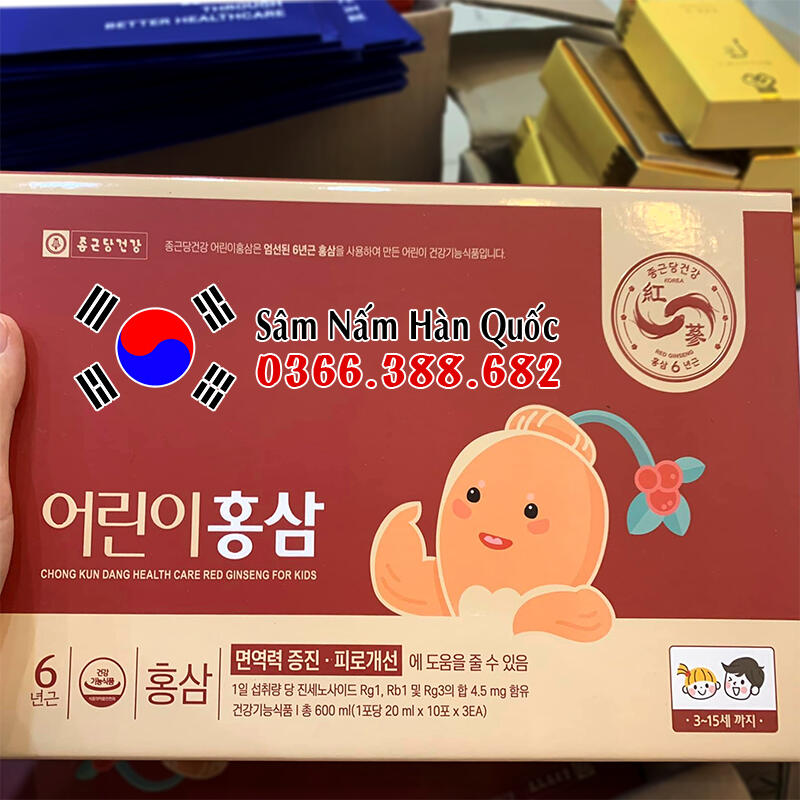 THROUGH
BETTER HEALTHCARE
종근당건강
종근당건강 어린이홍삼은 엄선된 6년근 홍삼을 사용하여 만든 어린이 건강기능식품입니다.
종근당건강
KOREA
紅
蔘
RED GINSENG
홍삼 6년근
Sâm Nấm Hàn Quốc
0366.388.682
어린이홍삼
CHONG KUN DANG HEALTH CARE RED GINSENG FOR KIDS
6
년근
건강
기능식품
식품의약품안전처
홍삼
면역력 증진 · 피로개선 에 도움을 줄 수 있음
1일 섭취량 당 진세노사이드 Rg1, Rb1 및 Rg3의 합 4.5 mg 함유
건강기능식품 I 총 600 ml(1포당 20 ml x 10포 x 3EA)
· 3~15세 까지 ·